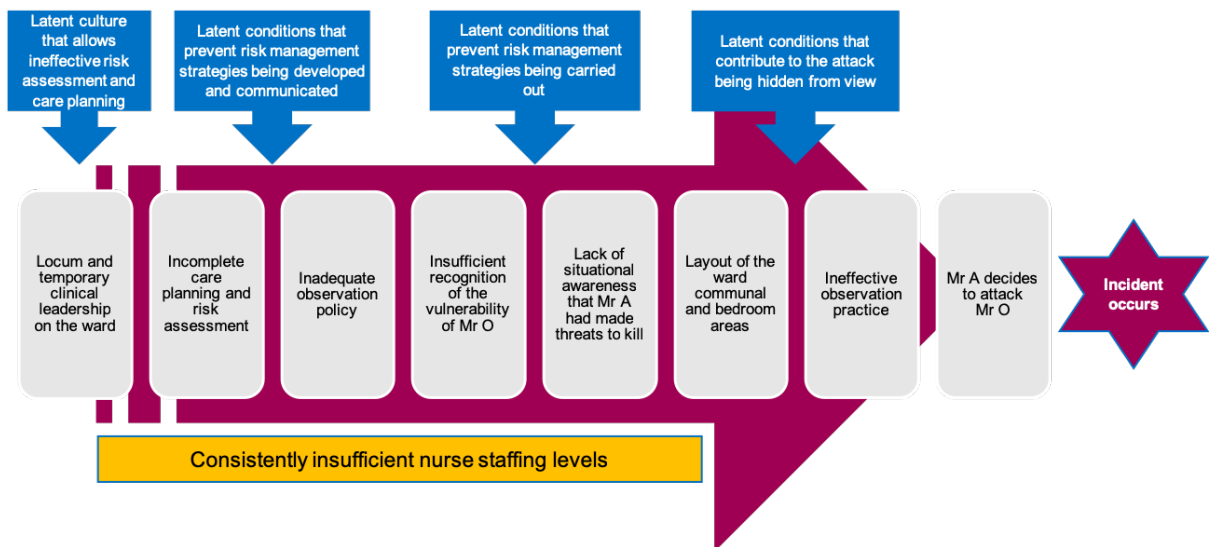 Latent culture
that allows
ineffective risk
assessment and
care planning
Latent conditions that
prevent risk management
strategies being developed
and communicated
Latent conditions that
prevent risk management
strategies being carried
out
Latent conditions that
contribute to the attack
being hidden from view
Locum and
temporary
clinical
leadership
on the ward
Incomplete
care
planning and
risk
assessment
Inadequate
observation
policy
Insufficient
recognition
of the
vulnerability
of Mr O
Lack of
situational
awareness
that Mr A
had made
threats to kill
Layout of the
ward
communal
and bedroom
areas
Ineffective
observation
practice
Mr A decides
to attack
Mr O
Incident
occurs
Consistently insufficient nurse staffing levels